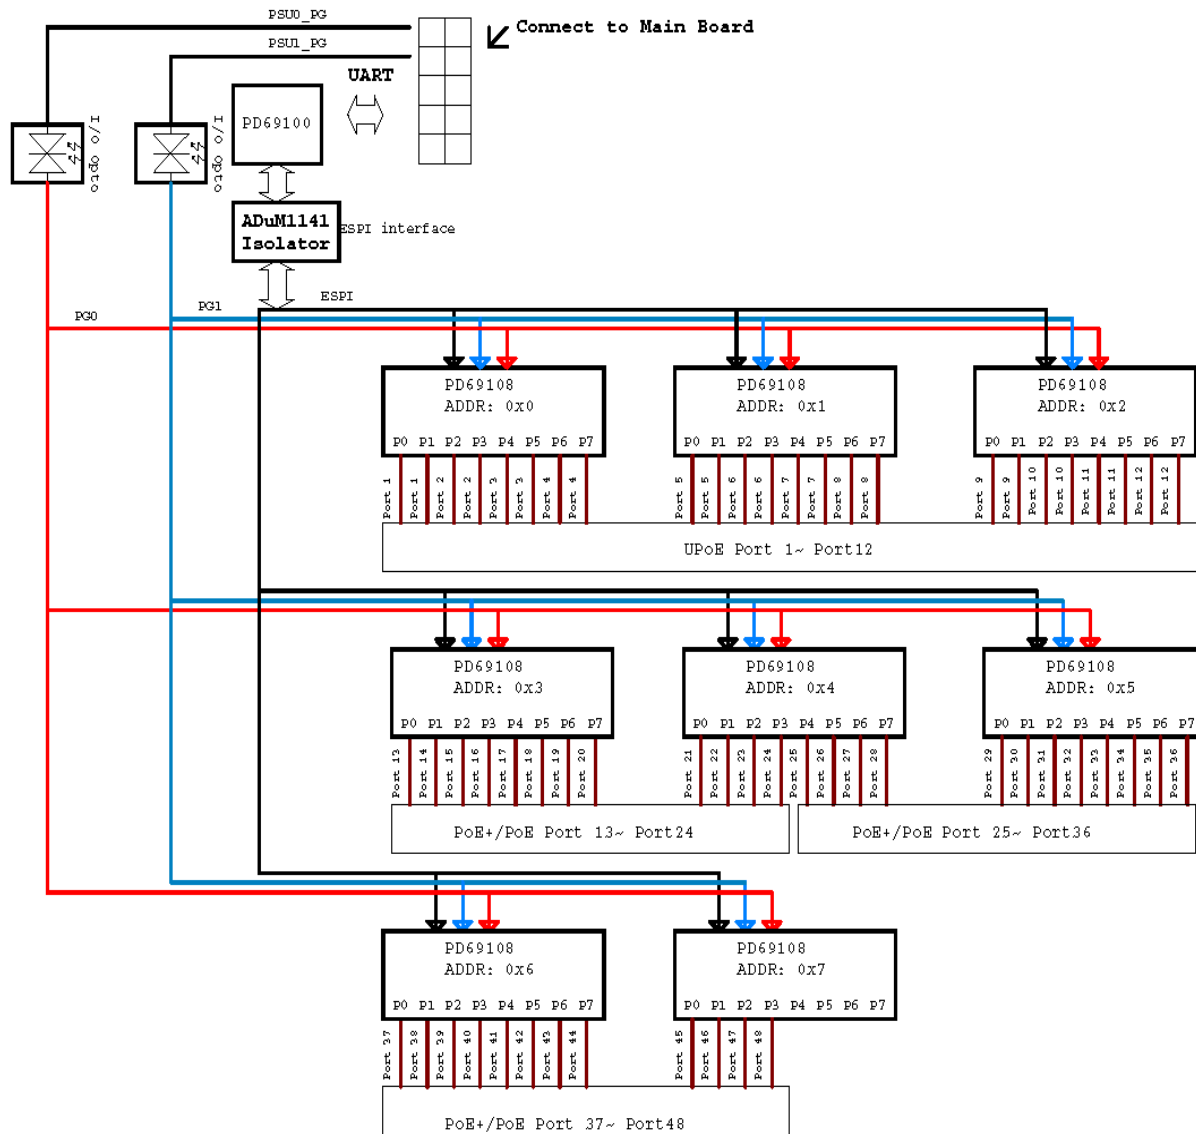 PSU0_PG
Connect to Main Board
PSU1_PG
UART
PD69100
I/O Opto
I/O Opto
ADuM1141
Isolator
ESPI interface
ESPI
PG1
PG0
PD69108
ADDR: 0x0
P0 P1 P2 P3 P4 P5 P6 P7
PD69108
ADDR: 0x1
P0 P1 P2 P3 P4 P5 P6 P7
PD69108
ADDR: 0x2
P0 P1 P2 P3 P4 P5 P6 P7
Port 1
Port 1
Port 2
Port 2
Port 3
Port 3
Port 4
Port 4
Port 5
Port 5
Port 6
Port 6
Port 7
Port 7
Port 8
Port 8
Port 9
Port 9
Port 10
Port 10
Port 11
Port 11
Port 12
Port 12
UPoE Port 1~ Port12
PD69108
ADDR: 0x3
P0 P1 P2 P3 P4 P5 P6 P7
PD69108
ADDR: 0x4
P0 P1 P2 P3 P4 P5 P6 P7
PD69108
ADDR: 0x5
P0 P1 P2 P3 P4 P5 P6 P7
Port 13
Port 14
Port 15
Port 16
Port 17
Port 18
Port 19
Port 20
Port 21
Port 22
Port 23
Port 24
Port 25
Port 26
Port 27
Port 28
Port 29
Port 30
Port 31
Port 32
Port 33
Port 34
Port 35
Port 36
PoE+/PoE Port 13~ Port24
PoE+/PoE Port 25~ Port36
PD69108
ADDR: 0x6
P0 P1 P2 P3 P4 P5 P6 P7
PD69108
ADDR: 0x7
P0 P1 P2 P3 P4 P5 P6 P7
Port 37
Port 38
Port 39
Port 40
Port 41
Port 42
Port 43
Port 44
Port 45
Port 46
Port 47
Port 48
PoE+/PoE Port 37~ Port48